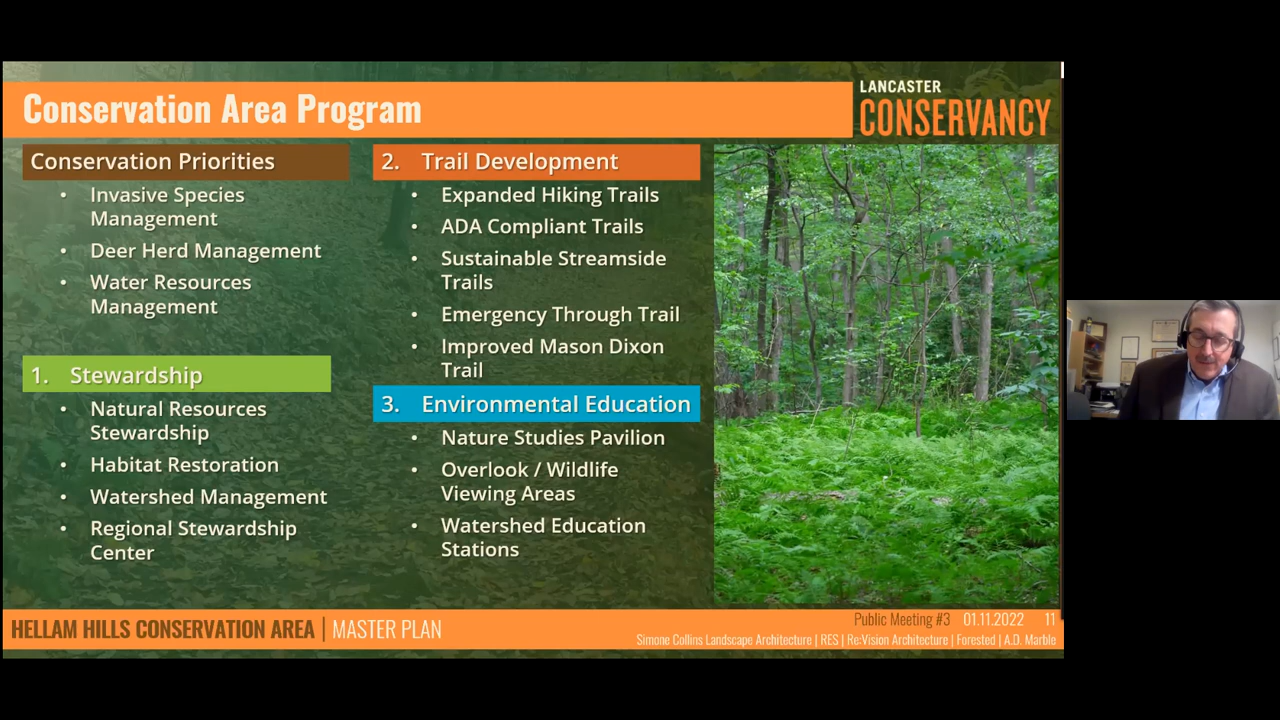 Conservation Area Program
LANCASTER
CONSERVANCY
Conservation Priorities
• Invasive Species
Management
• Deer Herd Management
• Water Resources
Management
1. Stewardship
• Natural Resources
Stewardship
• Habitat Restoration
• Watershed Management
• Regional Stewardship
Center
2. Trail Development
• Expanded Hiking Trails
• ADA Compliant Trails
• Sustainable Streamside
Trails
• Emergency Through Trail
• Improved Mason Dixon
Trail
3. Environmental Education
• Nature Studies Pavilion
• Overlook / Wildlife
Viewing Areas
• Watershed Education
Stations
HELLAM HILLS CONSERVATION AREA | MASTER PLAN
Public Meeting #3 01.11.2022 11
Simone Collins Landscape Architecture | RES | Re:Vision Architecture | Forested | A.D. Marble